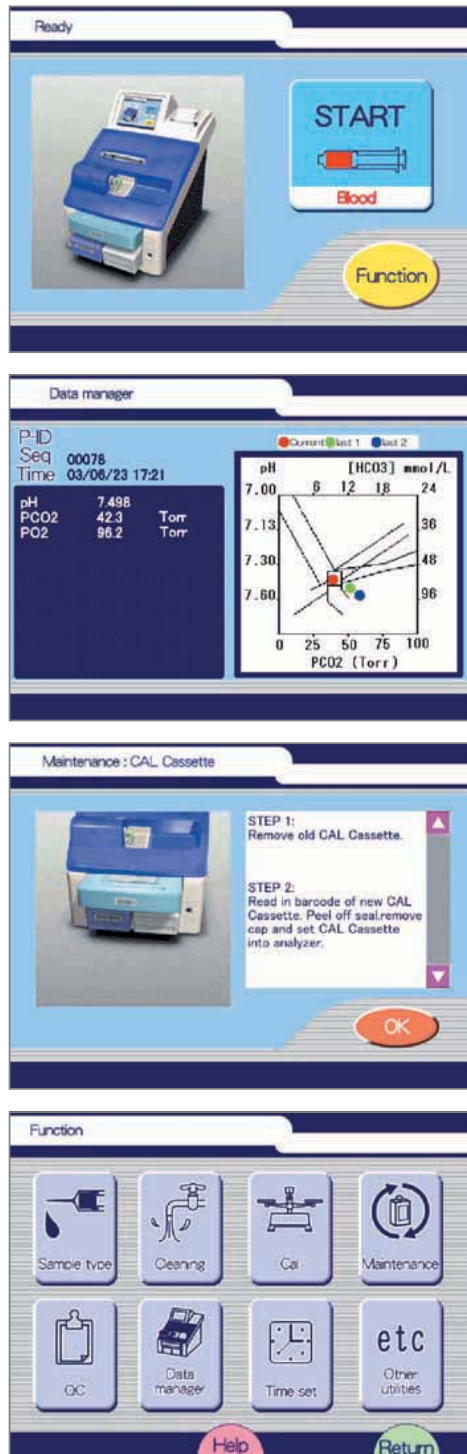 Ready
START
Blood
Function
Data manager
P-ID
Seq 00078
Time 03/06/23 17:21
pH 7.498
PCO2 42.3 Torr
PO2 96.2 Torr
Current last 1 last 2
pH [HCO3] mmol/L
7.00 6 12 18 24
7.13 36
7.30 48
7.60 96
0 25 50 75 100
PCO2 (Torr)
Maintenance : CAL Cassette
STEP 1:
Remove old CAL Cassette.
STEP 2:
Read in barcode of new CAL
Cassette. Peel off seal,remove
cap and set CAL Cassette
into analyzer.
OK
Function
Sample type
Cleaning
Cal
Maintenance
QC
Data
manager
Time set
etc
Other
utilities
Help
Return